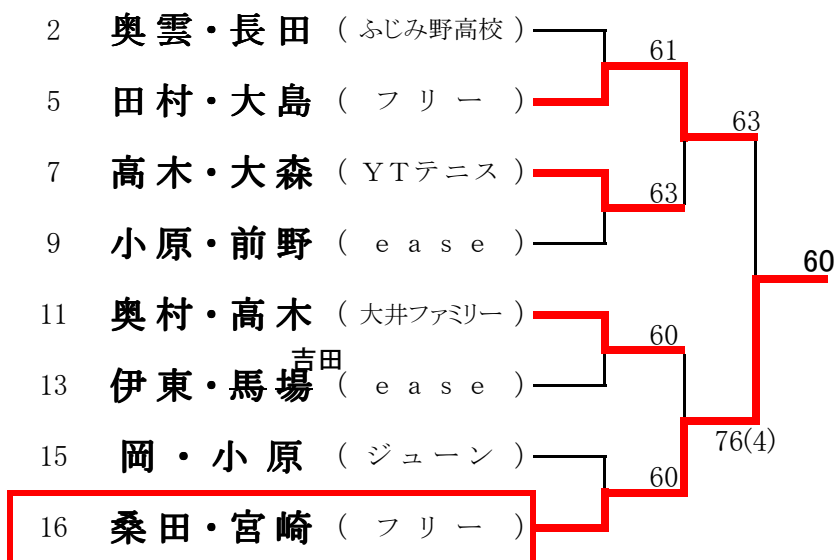 2 奥雲・長田 (ふじみ野高校)
61
5 田村・大島 (フリー)
63
7 高木・大森 (YTテニス)
63
9 小原・前野 (ease)
60
11 奥村・高木 (大井ファミリー)
60
吉田
13 伊東・馬場 (ease)
76(4)
15 岡・小原 (ジューン)
60
16 桑田・宮崎 (フリー)